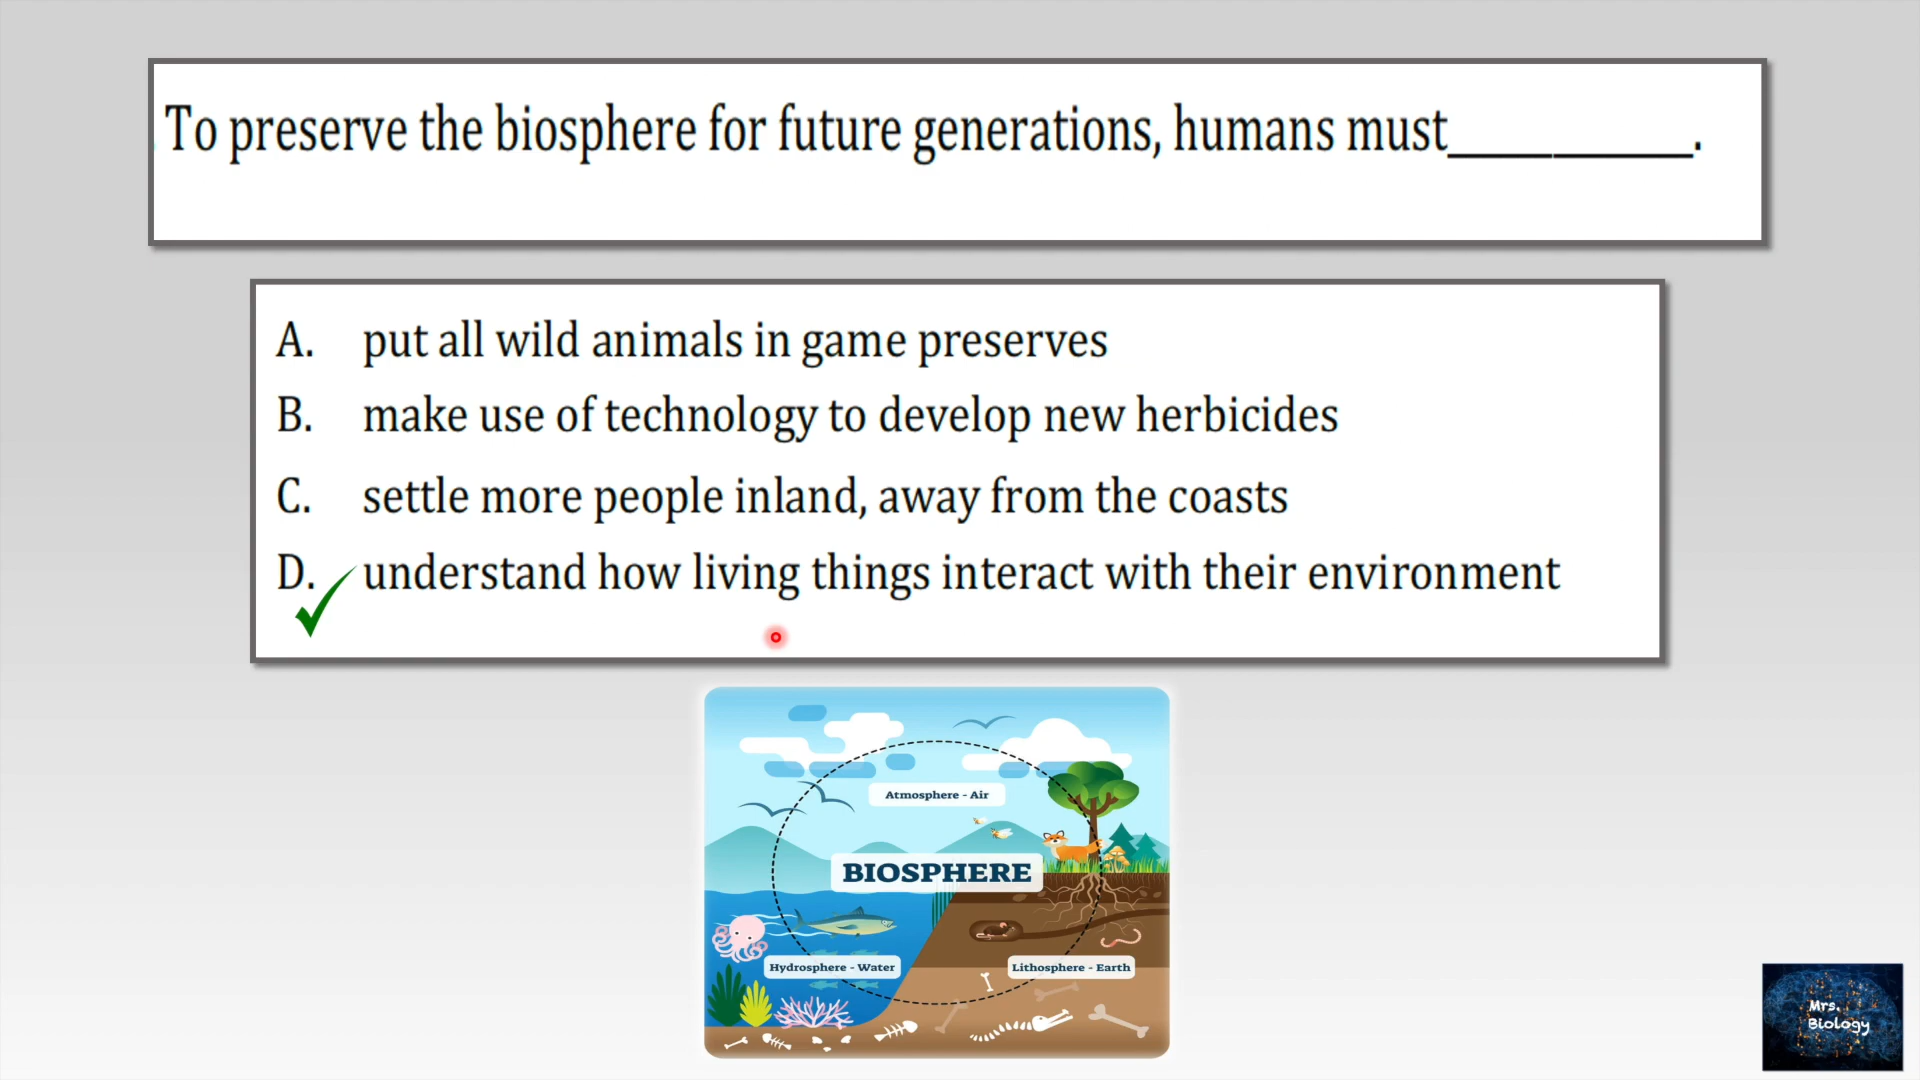 To preserve the biosphere for future generations, humans must____________.
A. put all wild animals in game preserves
B. make use of technology to develop new herbicides
C. settle more people inland, away from the coasts
D. understand how living things interact with their environment
Atmosphere - Air
BIOSPHERE
Hydrosphere - Water
Lithosphere - Earth
Mrs.
Biology